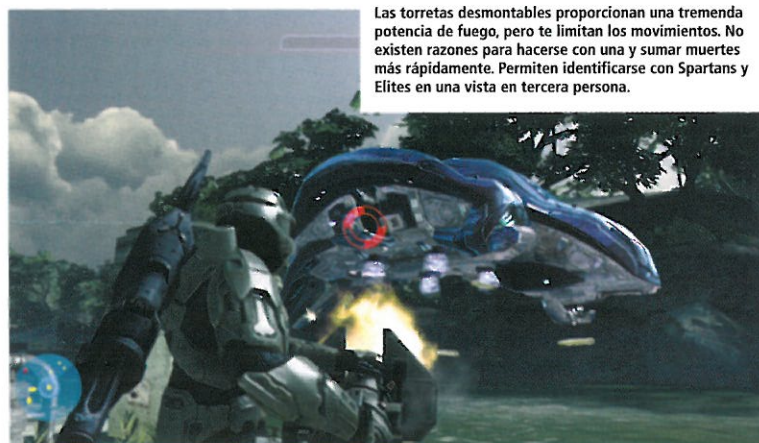 Las torretas desmontables proporcionan una tremenda
potencia de fuego, pero te limitan los movimientos. No
existen razones para hacerse con una y sumar muertes
más rápidamente. Permiten identificarse con Spartans y
Elites en una vista en tercera persona.